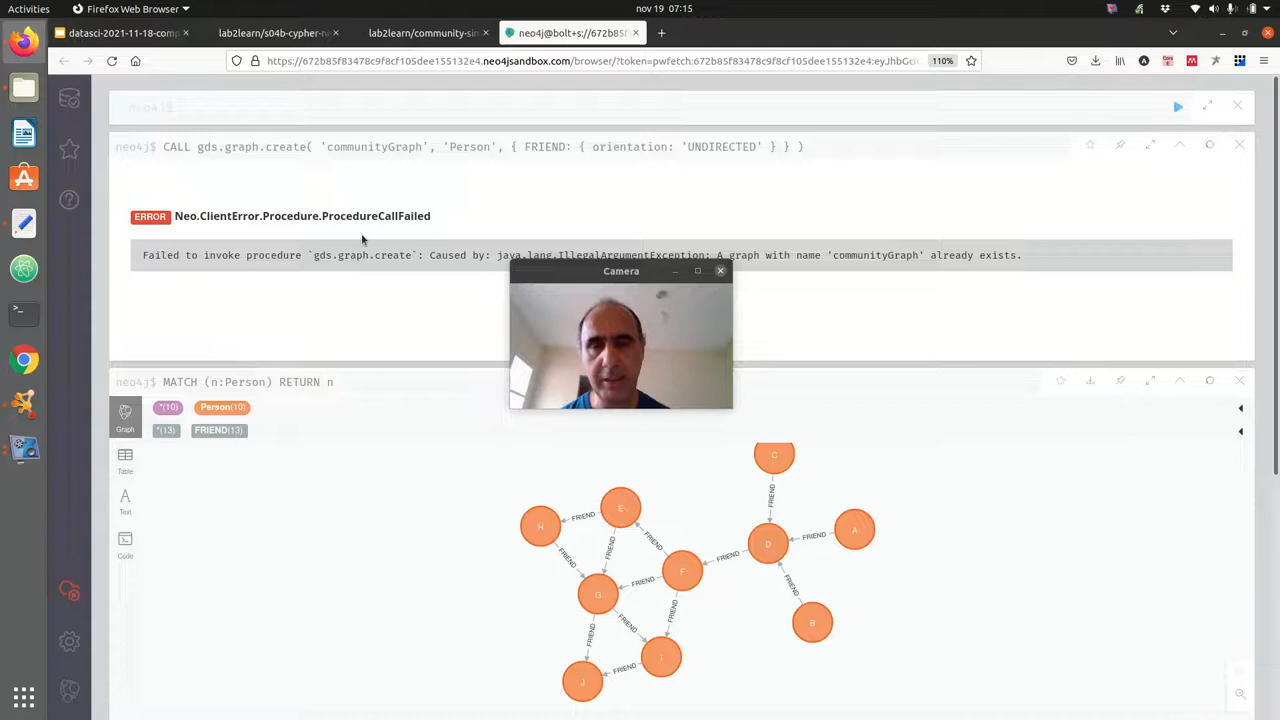 Activities
Firefox Web Browser
nov 19 07:15
datasci-2021-11-18-comp
lab2learn/s04b-cypher-ne
lab2learn/community-sin
neo4j@bolt+s://672b85f
https://672b85f83478c9f8cf105dee155132e4.neo4jsandbox.com/browser/?token=pwfetch:672b85f83478c9f8cf105dee155132e4:eyJhbGci
110%
neo4j$
neo4j$ CALL gds.graph.create( 'communityGraph', 'Person', { FRIEND: { orientation: 'UNDIRECTED' } } )
ERROR Neo.ClientError.Procedure.ProcedureCallFailed
Failed to invoke procedure `gds.graph.create`: Caused by: java.lang.IllegalArgumentException: A graph with name 'communityGraph' already exists.
Camera
neo4j$ MATCH (n:Person) RETURN n
*(10) Person(10)
*(13) FRIEND(13)
Graph
Table
Text
Code
C
E
H
FRIEND
FRIEND
A
FRIEND
D
FRIEND
FRIEND
FRIEND
FRIEND
F
FRIEND
FRIEND
G
FRIEND
FRIEND
B
FRIEND
FRIEND
I
FRIEND
J